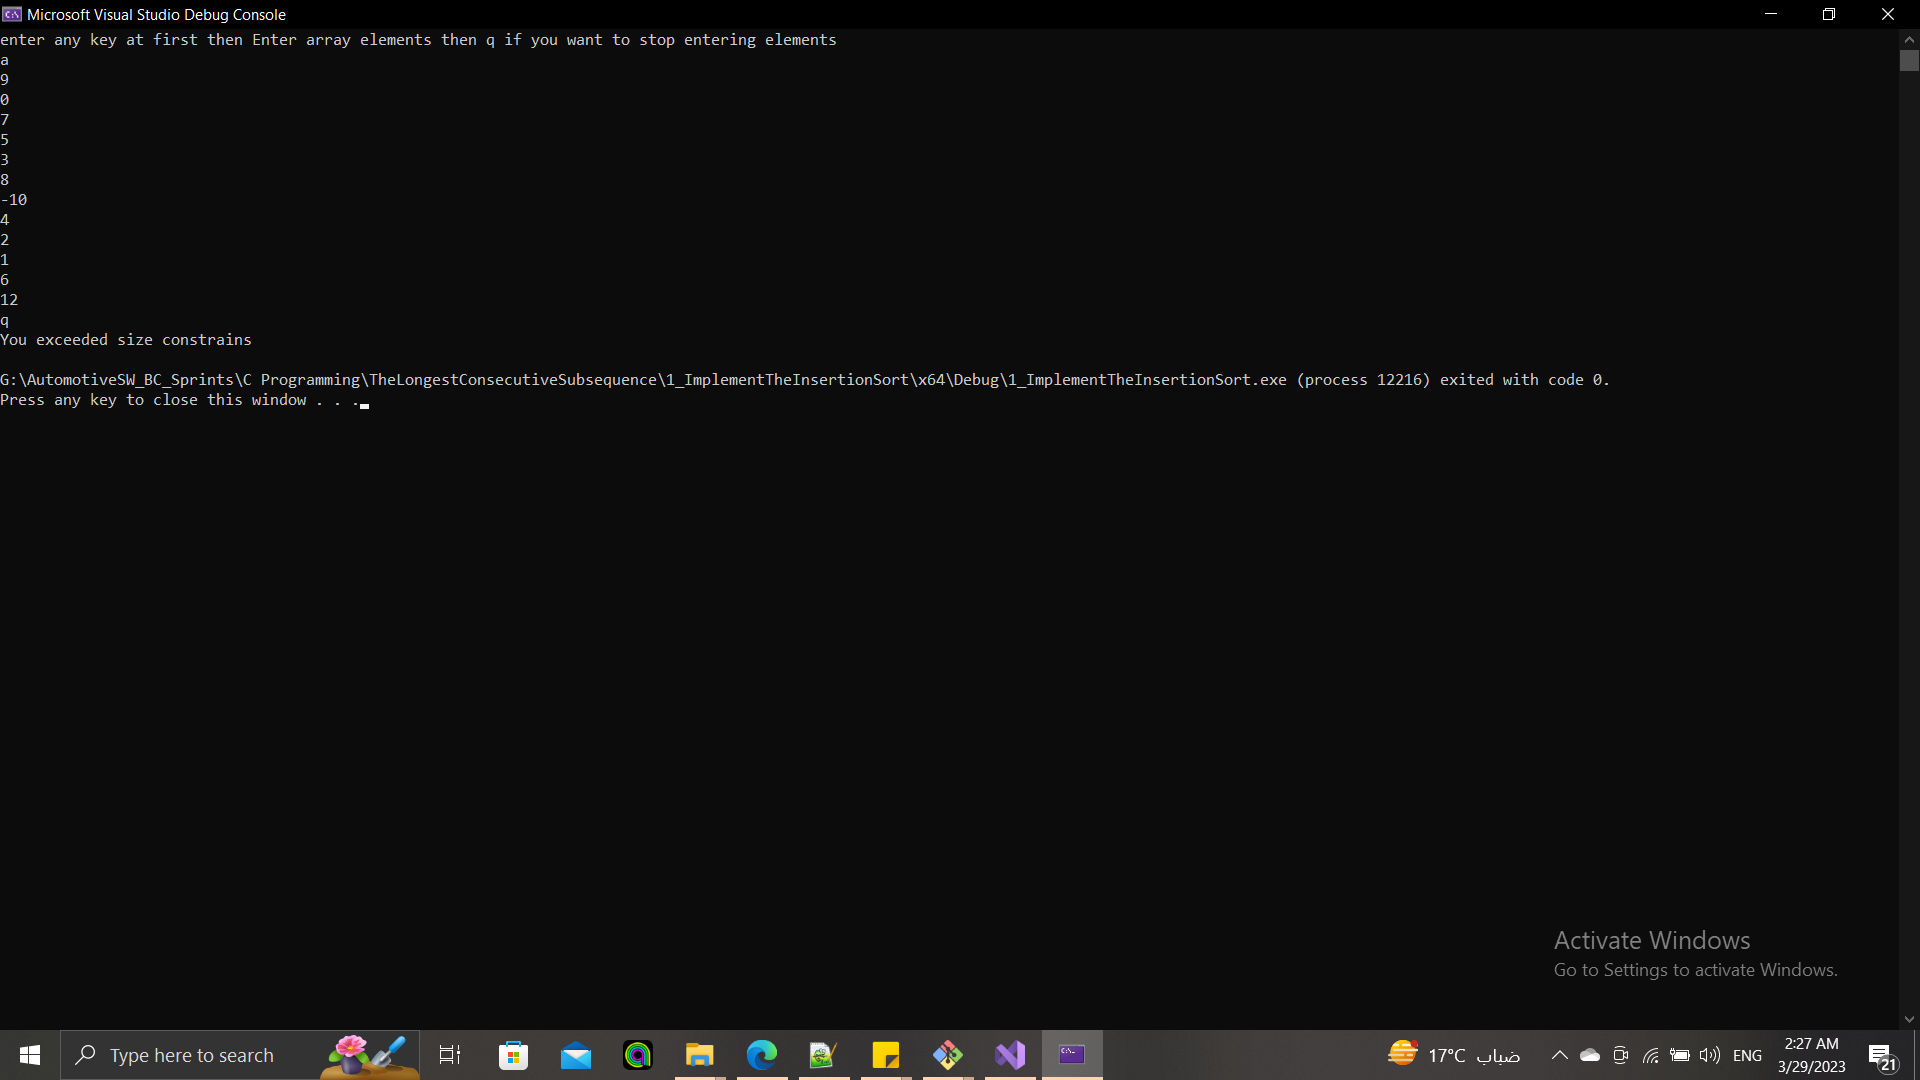 Microsoft Visual Studio Debug Console
enter any key at first then Enter array elements then q if you want to stop entering elements
a
9
0
7
5
3
8
-10
4
2
1
6
12
q
You exceeded size constrains
G:\AutomotiveSW_BC_Sprints\C Programming\TheLongestConsecutiveSubsequence\1_ImplementTheInsertionSort\x64\Debug\1_ImplementTheInsertionSort.exe (process 12216) exited with code 0.
Press any key to close this window . . .
Activate Windows
Go to Settings to activate Windows.
Type here to search
17°C ضباب
ENG
2:27 AM
3/29/2023
21